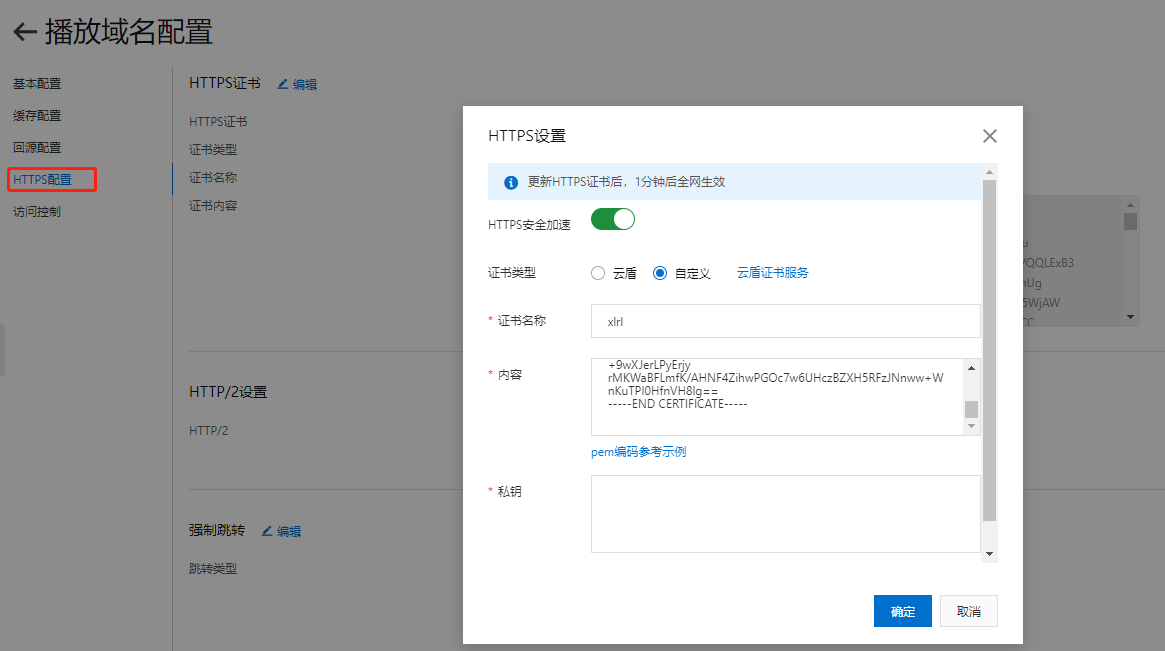 播放域名配置
基本配置
缓存配置
回源配置
HTTPS配置
访问控制
HTTPS证书
编辑
HTTPS证书
证书类型
证书名称
证书内容
HTTP/2设置
HTTP/2
强制跳转
编辑
跳转类型
HTTPS设置
更新HTTPS证书后，1分钟后全网生效
HTTPS安全加速
证书类型
云盾
自定义
云盾证书服务
* 证书名称
xlrl
* 内容
+9wXJerLPyErjy
rMKWaBFLmfK/AHNF4ZihwPGOc7w6UHczBZXH5RFzJNnww+W
nKuTPI0HfnVH8Ig==
-----END CERTIFICATE-----
pem编码参考示例
* 私钥
确定
取消
/QQLExB3
5WjAW